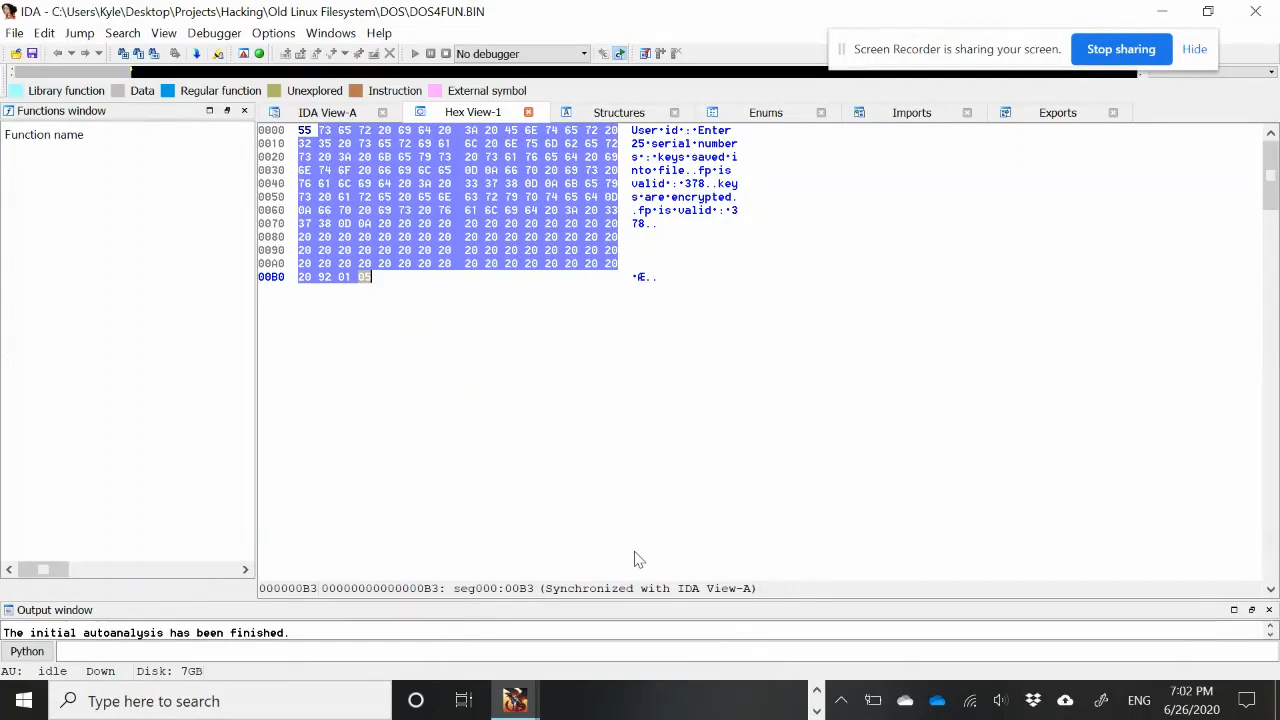 IDA - C:\Users\Kyle\Desktop\Projects\Hacking\Old Linux Filesystem\DOS\DOS4FUN.BIN
File Edit Jump Search View Debugger Options Windows Help
Screen Recorder is sharing your screen. Stop sharing Hide
No debugger
Library function Data Regular function Unexplored Instruction External symbol
Functions window IDA View-A Hex View-1 Structures Enums Imports Exports
Function name
0000 55 73 65 72 20 69 64 20 3A 20 45 6E 74 65 72 20 User•id•:•Enter
0010 32 35 20 73 65 72 69 61 6C 20 6E 75 6D 62 65 72 25•serial•number
0020 73 20 3A 20 6B 65 79 73 20 73 61 76 65 64 20 69 s•:•keys•saved•i
0030 6E 74 6F 20 66 69 6C 65 0D 0A 66 70 20 69 73 20 nto•file..fp•is
0040 76 61 6C 69 64 20 3A 20 33 37 38 0D 0A 6B 65 79 valid•:•378..key
0050 73 20 61 72 65 20 65 6E 63 72 79 70 74 65 64 0D s•are•encrypted.
0060 0A 66 70 20 69 73 20 76 61 6C 69 64 20 3A 20 33 .fp•is•valid•:•3
0070 37 38 0D 0A 20 20 20 20 20 20 20 20 20 20 20 20 78..
0080 20 20 20 20 20 20 20 20 20 20 20 20 20 20 20 20
0090 20 20 20 20 20 20 20 20 20 20 20 20 20 20 20 20
00A0 20 20 20 20 20 20 20 20 20 20 20 20 20 20 20 20
00B0 20 92 01 05 •Æ..
000000B3 00000000000000B3: seg000:00B3 (Synchronized with IDA View-A)
Output window
The initial autoanalysis has been finished.
Python
AU: idle Down Disk: 7GB
Type here to search
ENG
7:02 PM
6/26/2020